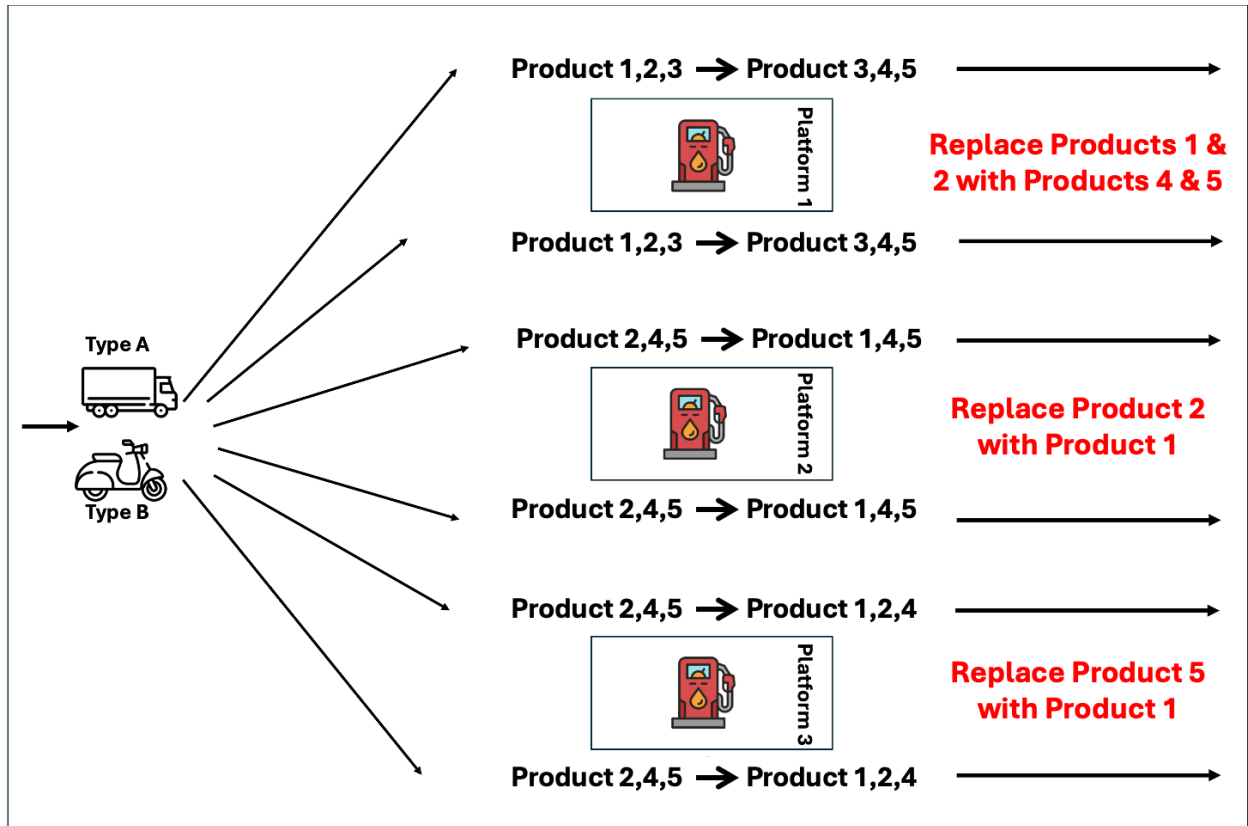 Product 1,2,3 → Product 3,4,5
Platform 1
Replace Products 1 &
2 with Products 4 & 5
Product 1,2,3 → Product 3,4,5
Type A
Type B
Product 2,4,5 → Product 1,4,5
Platform 2
Replace Product 2
with Product 1
Product 2,4,5 → Product 1,4,5
Product 2,4,5 → Product 1,2,4
Platform 3
Replace Product 5
with Product 1
Product 2,4,5 → Product 1,2,4